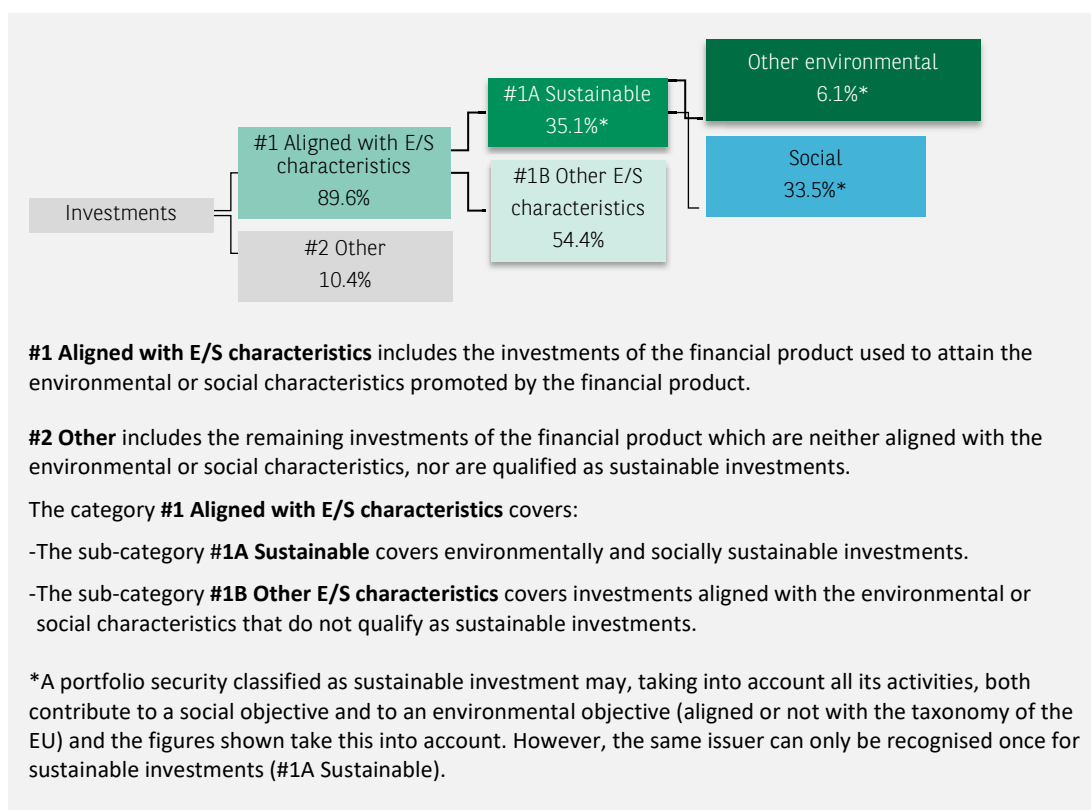 Investments
#1 Aligned with E/S
characteristics
89.6%
#2 Other
10.4%
#1A Sustainable
35.1%*
#1B Other E/S
characteristics
54.4%
Other environmental
6.1%*
Social
33.5%*
#1 Aligned with E/S characteristics includes the investments of the financial product used to attain the
environmental or social characteristics promoted by the financial product.
#2 Other includes the remaining investments of the financial product which are neither aligned with the
environmental or social characteristics, nor are qualified as sustainable investments.
The category #1 Aligned with E/S characteristics covers:
-The sub-category #1A Sustainable covers environmentally and socially sustainable investments.
-The sub-category #1B Other E/S characteristics covers investments aligned with the environmental or
social characteristics that do not qualify as sustainable investments.
*A portfolio security classified as sustainable investment may, taking into account all its activities, both
contribute to a social objective and to an environmental objective (aligned or not with the taxonomy of the
EU) and the figures shown take this into account. However, the same issuer can only be recognised once for
sustainable investments (#1A Sustainable).